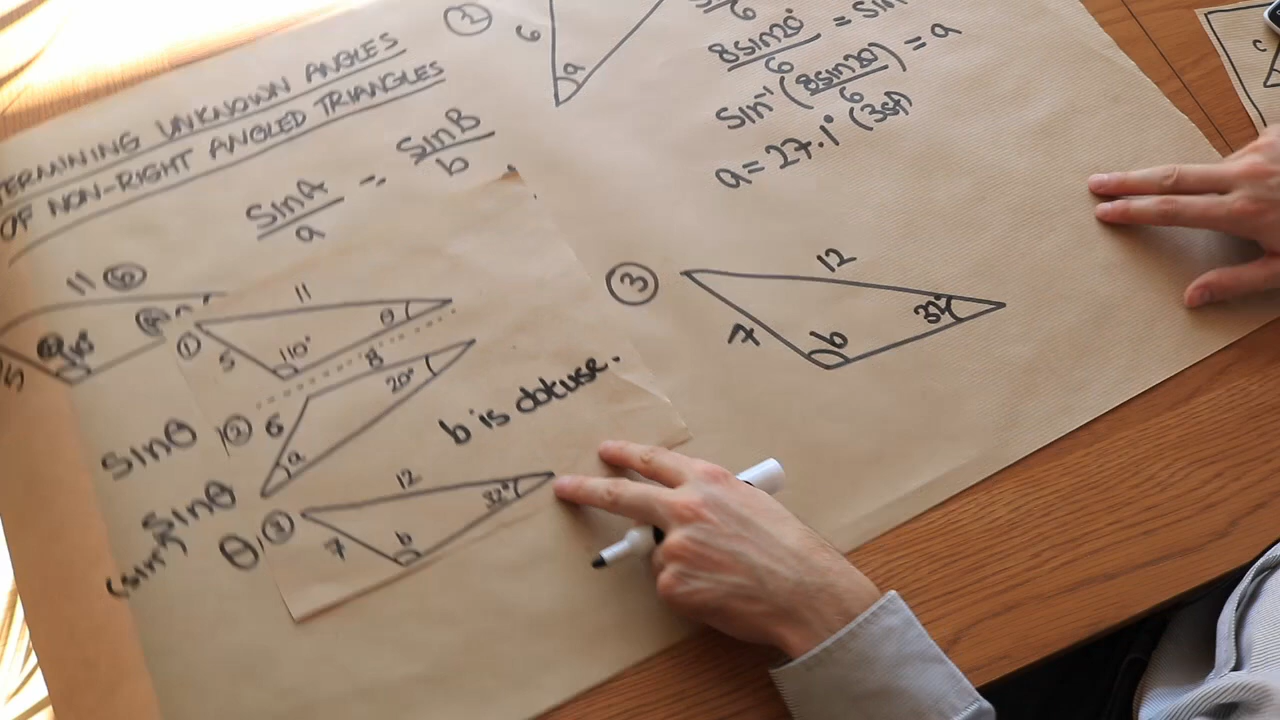 TERMINING UNKNOWN ANGLES
OF NON-RIGHT ANGLED TRIANGLES
SinA/a = SinB/b
11
5
① 11 θ
5 110°
② 8 20°
6 a
b is obtuse.
③ 12 32°
7 b
Sinθ
Sinθ
θ
② 6 a
8sin20°/6 = Sin
Sin⁻¹(8sin20/6) = a
a = 27.1° (3sf)
③ 12
7 b 32°
c